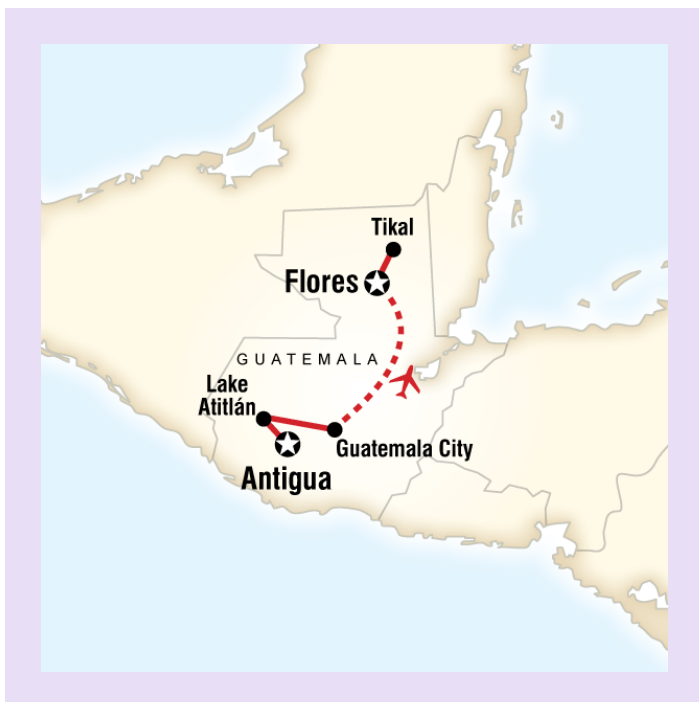 Tikal
Flores
GUATEMALA
Lake
Atitlán
Guatemala City
Antigua